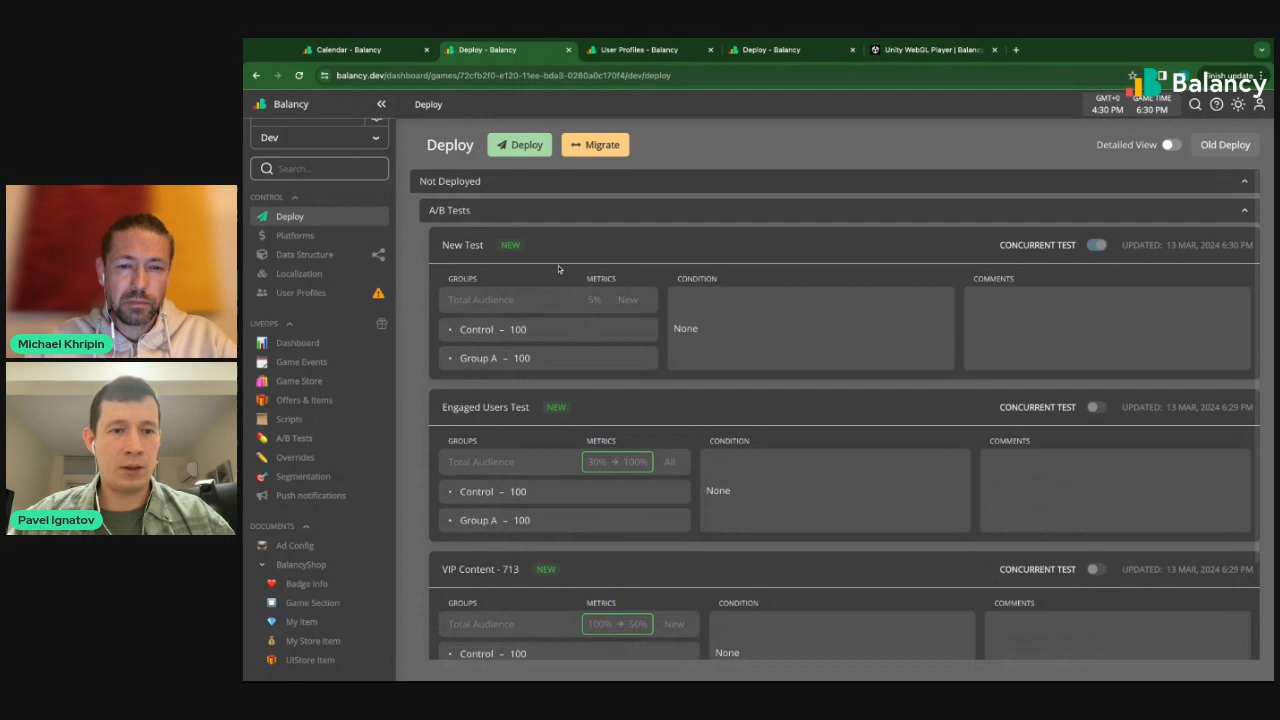 Calendar - Balancy
Deploy - Balancy
User Profiles - Balancy
Deploy - Balancy
Unity WebGL Player | Balanc
balancy.dev/dashboard/games/72cfb2f0-e120-11ee-bda3-0260a0c170f4/dev/deploy
Finish update
Balancy
Balancy
Deploy
GMT+0
4:30 PM
GAME TIME
6:30 PM
Dev
Search...
CONTROL
Deploy
Platforms
Data Structure
Localization
User Profiles
LIVEOPS
Dashboard
Game Events
Game Store
Offers & Items
Scripts
A/B Tests
Overrides
Segmentation
Push notifications
DOCUMENTS
Ad Config
BalancyShop
Badge Info
Game Section
My Item
My Store Item
UIStore Item
Deploy
Deploy
Migrate
Detailed View
Old Deploy
Not Deployed
A/B Tests
New Test NEW
CONCURRENT TEST UPDATED: 13 MAR, 2024 6:30 PM
GROUPS METRICS CONDITION COMMENTS
Total Audience 5% New
• Control – 100
• Group A – 100
None
Engaged Users Test NEW
CONCURRENT TEST UPDATED: 13 MAR, 2024 6:29 PM
GROUPS METRICS CONDITION COMMENTS
Total Audience 30% → 100% All
• Control – 100
• Group A – 100
None
VIP Content - 713 NEW
CONCURRENT TEST UPDATED: 13 MAR, 2024 6:29 PM
GROUPS METRICS CONDITION COMMENTS
Total Audience 100% → 50% New
• Control – 100
None
Michael Khripin
Pavel Ignatov